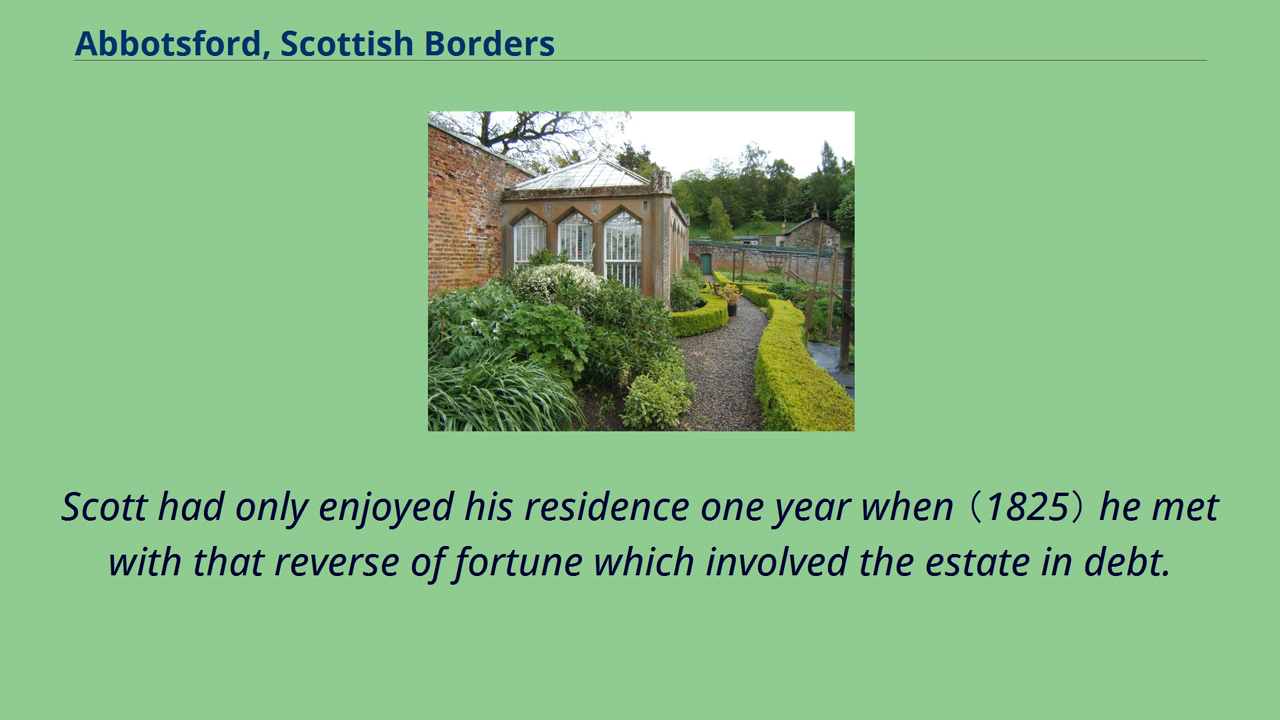 Abbotsford, Scottish Borders
Scott had only enjoyed his residence one year when（1825）he met
with that reverse of fortune which involved the estate in debt.